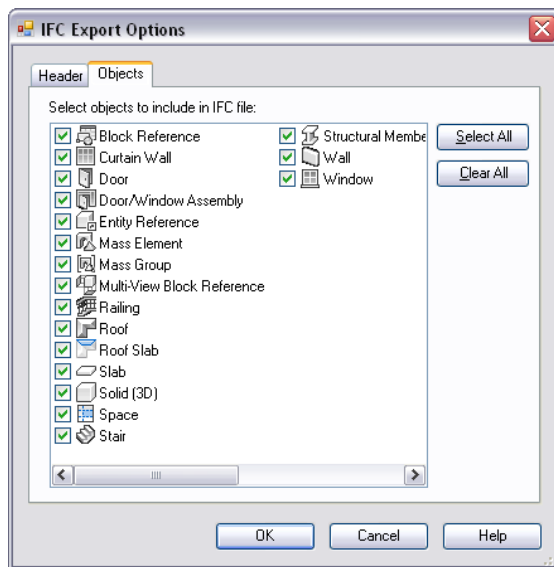 IFC Export Options
Header
Objects
Select objects to include in IFC file:
Block Reference
Curtain Wall
Door
Door/Window Assembly
Entity Reference
Mass Element
Mass Group
Multi-View Block Reference
Railing
Roof
Roof Slab
Slab
Solid (3D)
Space
Stair
Structural Membe
Wall
Window
Select All
Clear All
OK
Cancel
Help